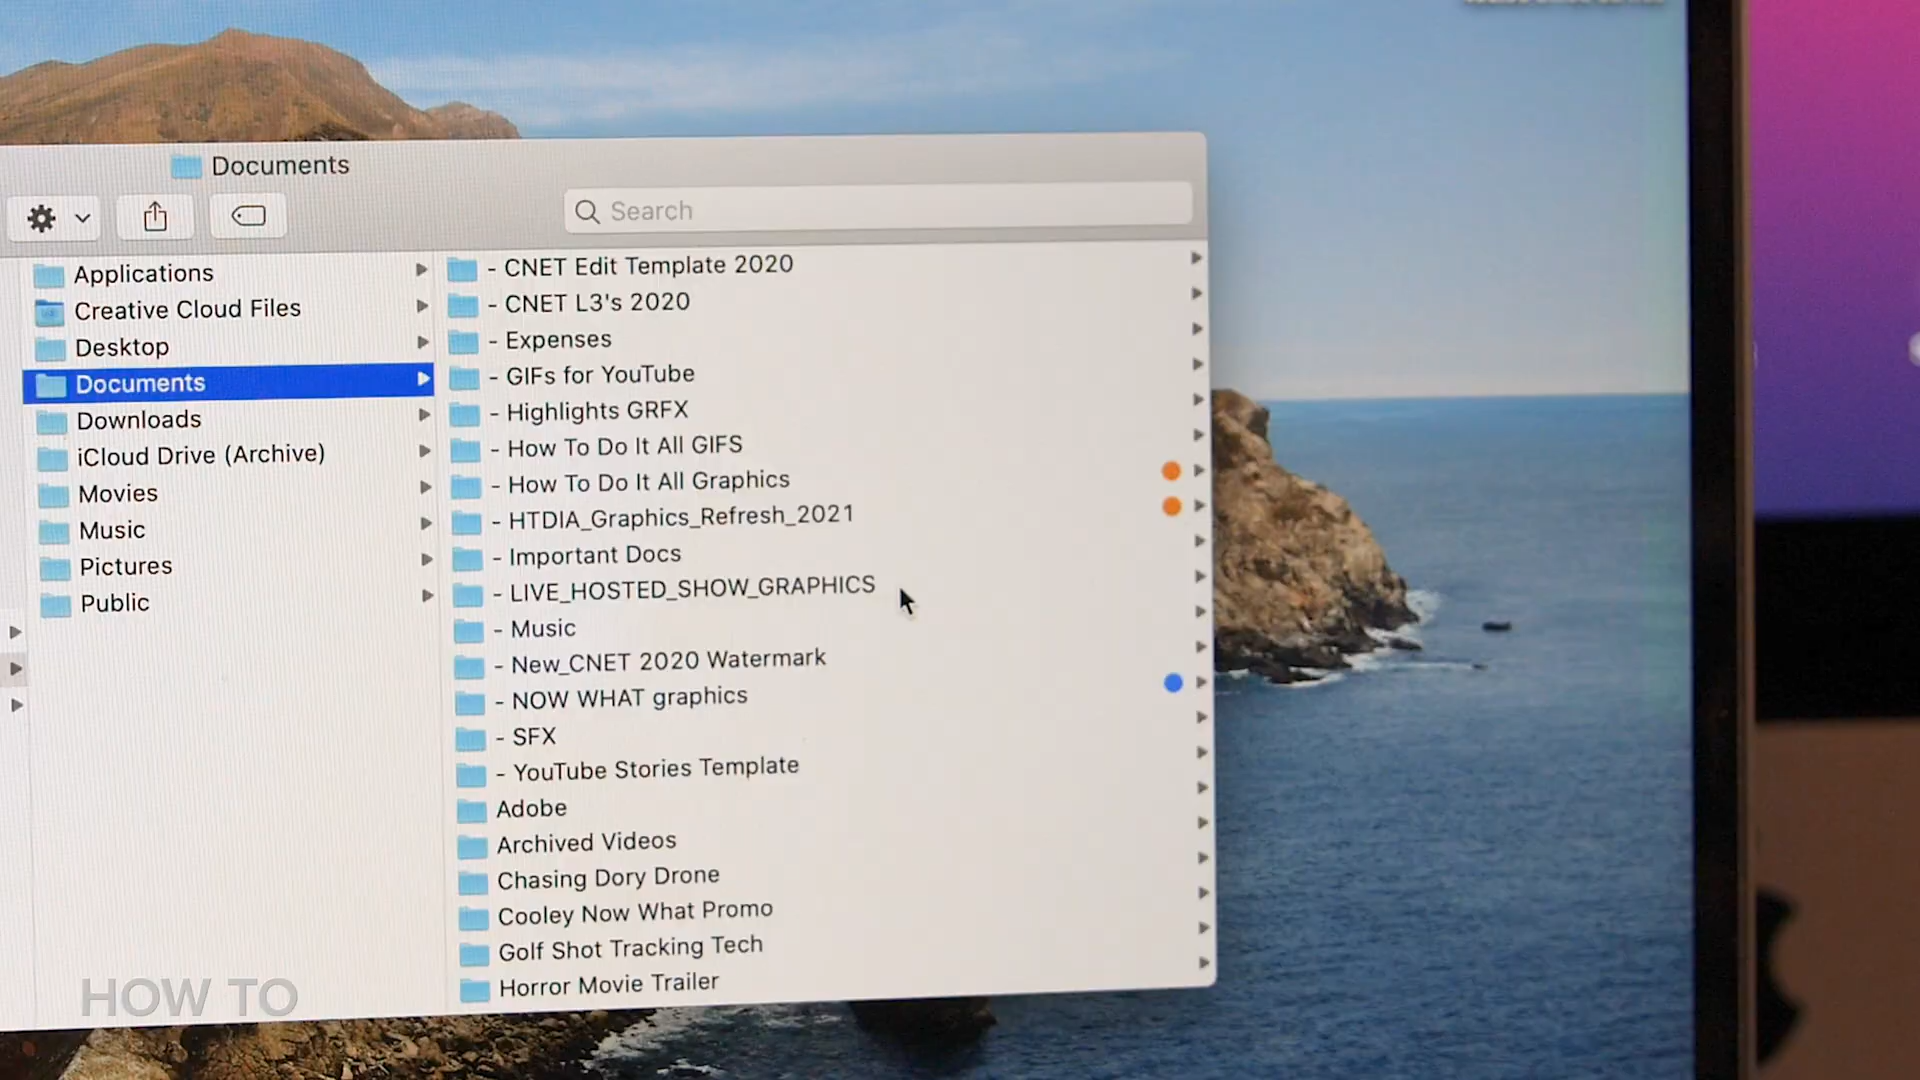 Documents
Search
Applications
Creative Cloud Files
Desktop
Documents
Downloads
iCloud Drive (Archive)
Movies
Music
Pictures
Public
- CNET Edit Template 2020
- CNET L3's 2020
- Expenses
- GIFs for YouTube
- Highlights GRFX
- How To Do It All GIFS
- How To Do It All Graphics
- HTDIA_Graphics_Refresh_2021
- Important Docs
- LIVE_HOSTED_SHOW_GRAPHICS
- Music
- New_CNET 2020 Watermark
- NOW WHAT graphics
- SFX
- YouTube Stories Template
Adobe
Archived Videos
Chasing Dory Drone
Cooley Now What Promo
Golf Shot Tracking Tech
Horror Movie Trailer
HOW TO